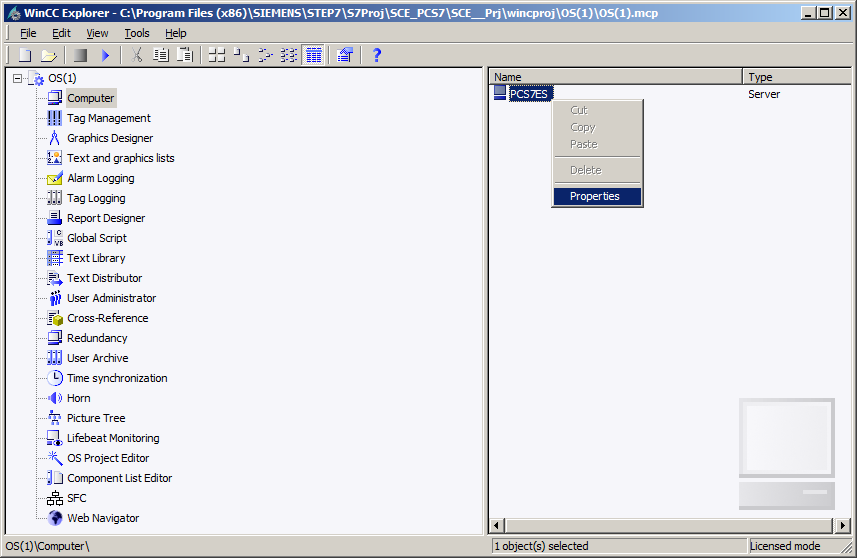 WinCC Explorer - C:\Program Files (x86)\SIEMENS\STEP7\S7Proj\SCE_PCS7\SCE__Prj\wincproj\OS(1)\OS(1).mcp
File Edit View Tools Help
OS(1)
Computer
Tag Management
Graphics Designer
Text and graphics lists
Alarm Logging
Tag Logging
Report Designer
Global Script
Text Library
Text Distributor
User Administrator
Cross-Reference
Redundancy
User Archive
Time synchronization
Horn
Picture Tree
Lifebeat Monitoring
OS Project Editor
Component List Editor
SFC
Web Navigator
Name Type
PCS7ES Server
Cut
Copy
Paste
Delete
Properties
OS(1)\Computer\ 1 object(s) selected Licensed mode